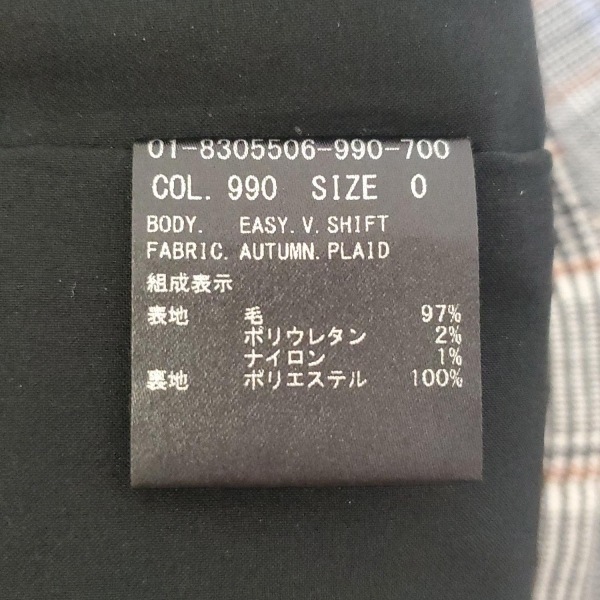 01-8305506-990-700
COL. 990 SIZE 0
BODY. EASY.V.SHIFT
FABRIC. AUTUMN.PLAID
組成表示
表地 毛 97%
ポリウレタン 2%
ナイロン 1%
裏地 ポリエステル 100%